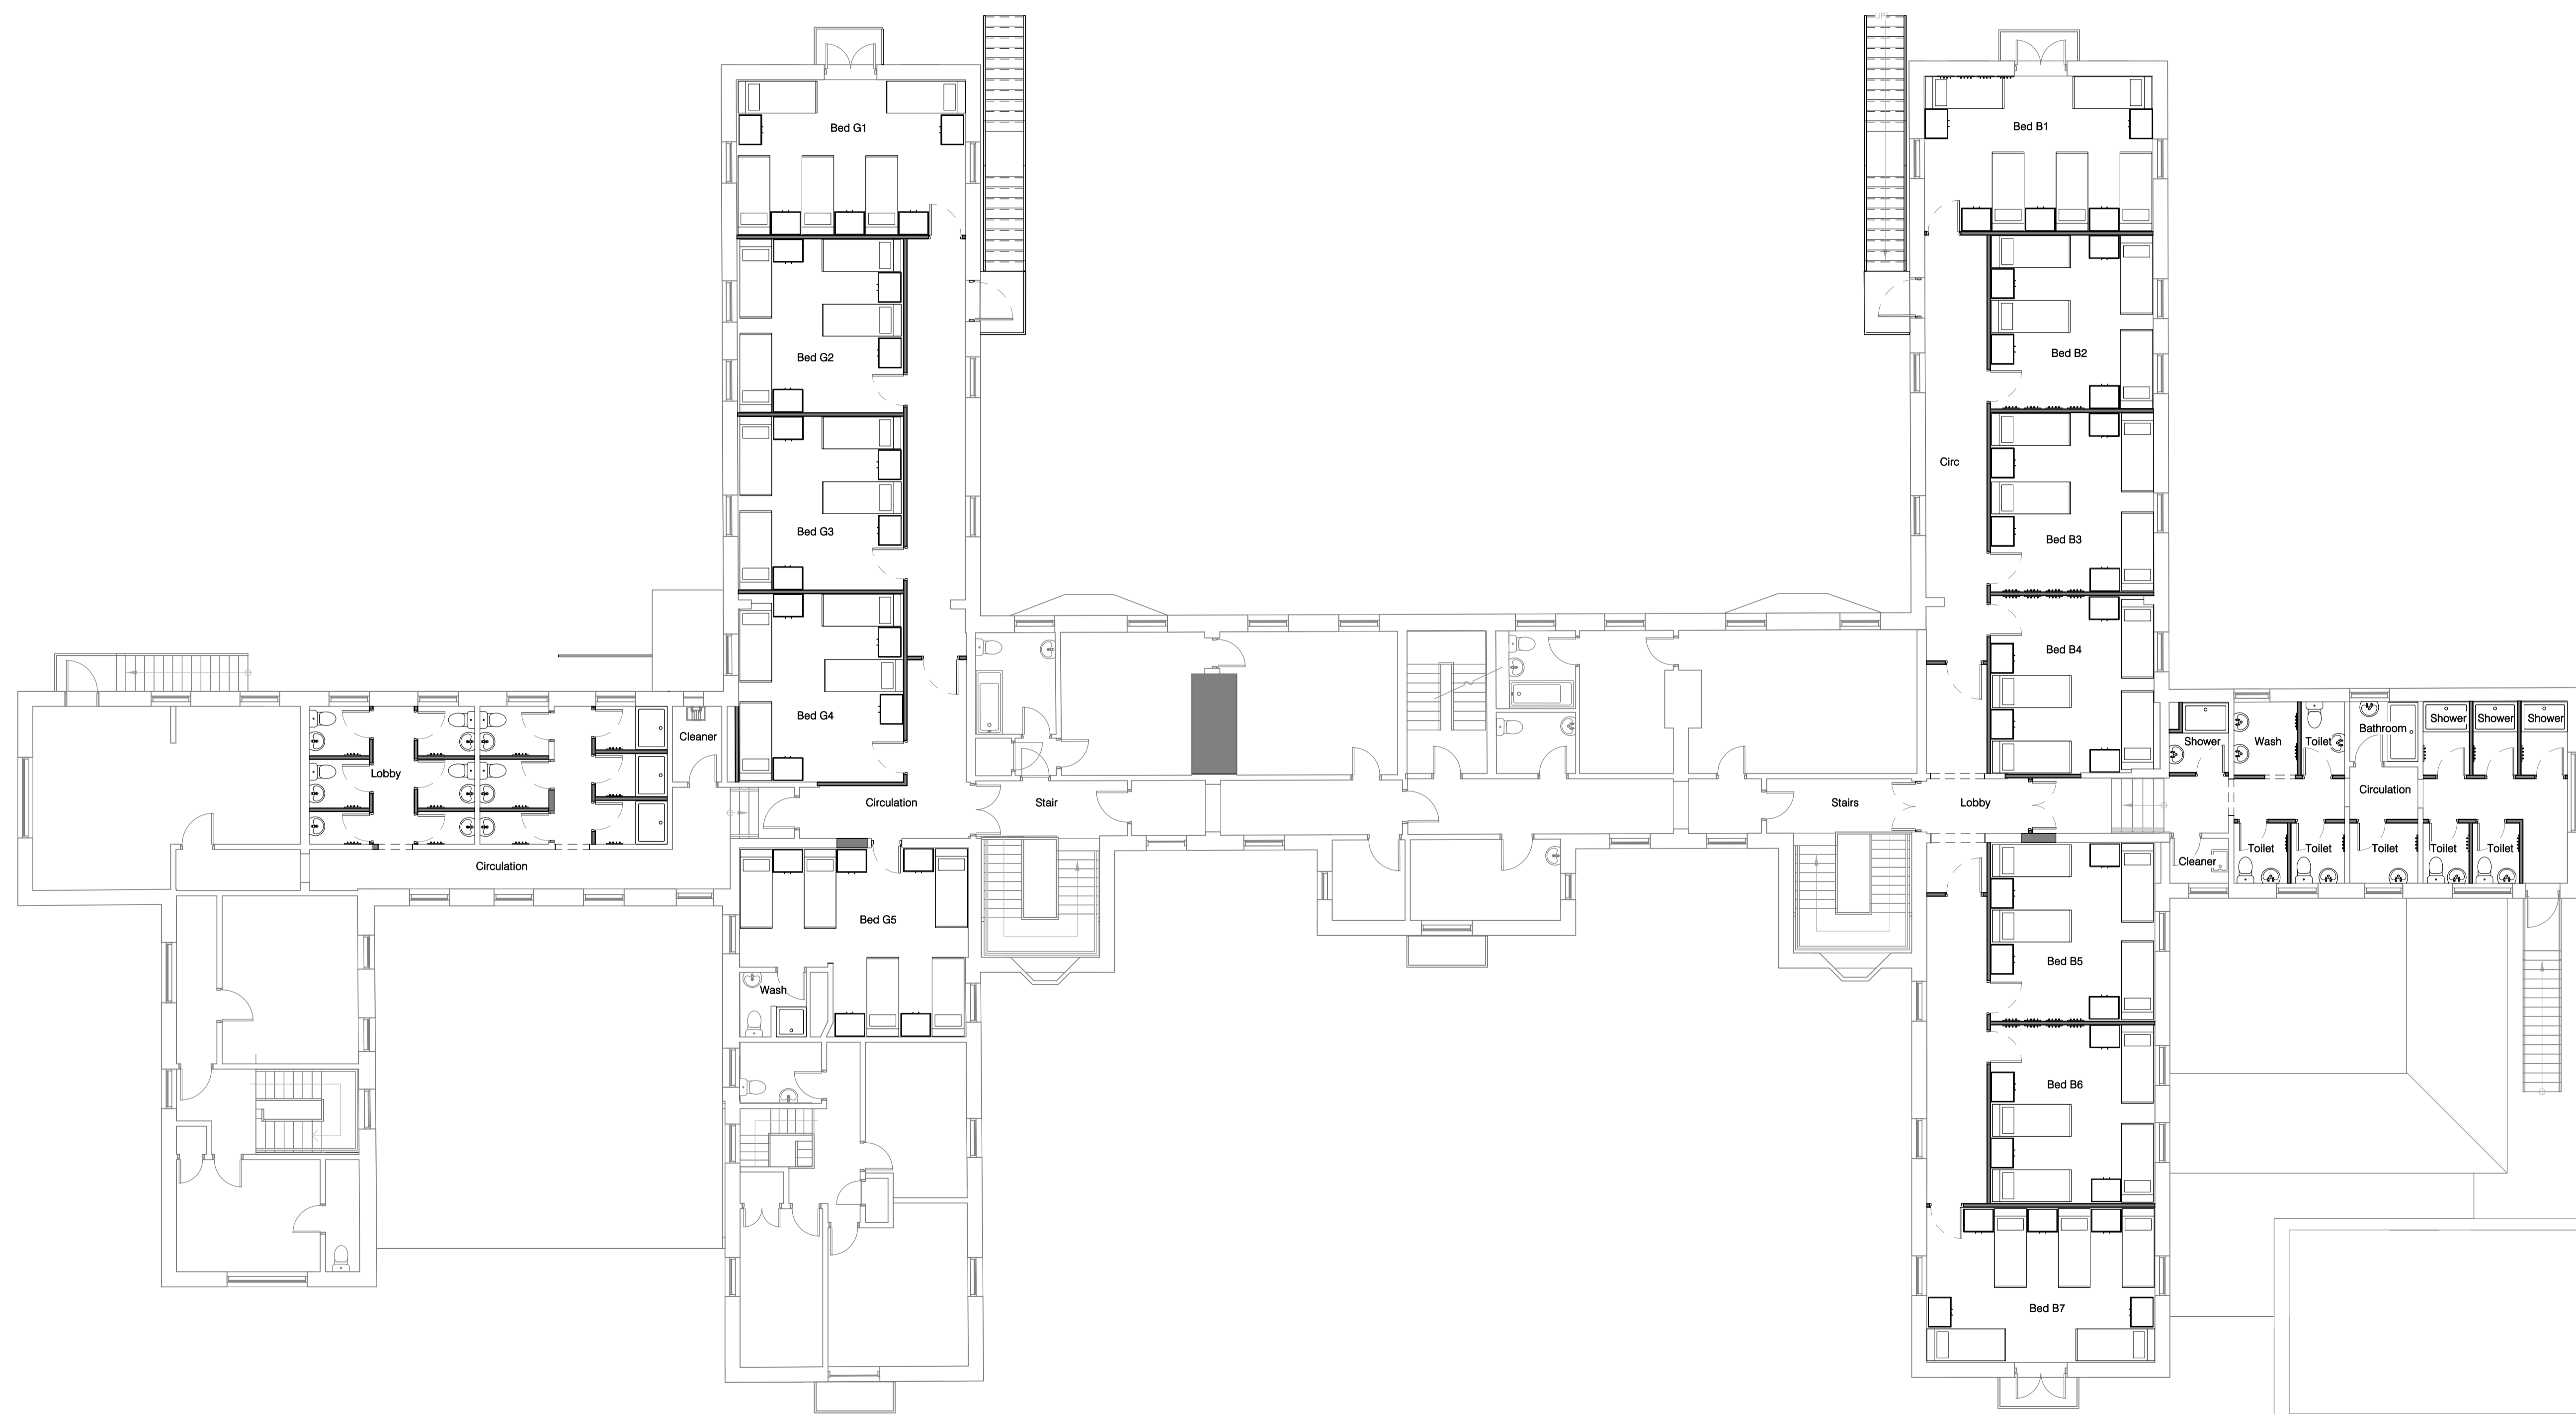 UP
Bed G1
Bed B1
Bed G2
Bed B2
Circ
Bed G3
Bed B3
Bed B4
Bed G4
Cleaner
Lobby
Shower
Wash
Toilet
Bathroom
Shower
Shower
Shower
Circulation
Circulation
Stair
Stairs
Lobby
Circulation
Cleaner
Toilet
Toilet
Toilet
Toilet
Toilet
Bed G5
Wash
Bed B5
Bed B6
Bed B7